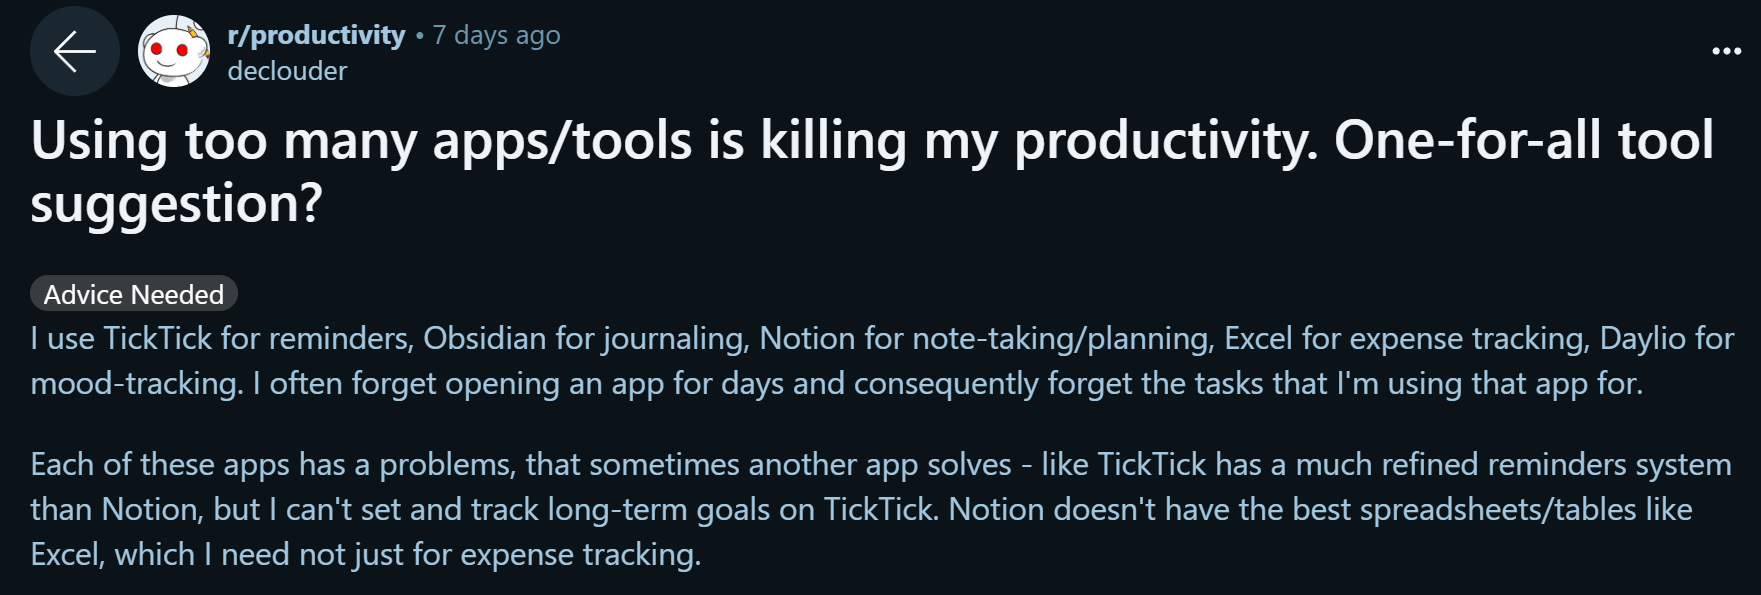 r/productivity • 7 days ago
declouder
Using too many apps/tools is killing my productivity. One-for-all tool
suggestion?
Advice Needed
I use TickTick for reminders, Obsidian for journaling, Notion for note-taking/planning, Excel for expense tracking, Daylio for
mood-tracking. I often forget opening an app for days and consequently forget the tasks that I'm using that app for.
Each of these apps has a problems, that sometimes another app solves - like TickTick has a much refined reminders system
than Notion, but I can't set and track long-term goals on TickTick. Notion doesn't have the best spreadsheets/tables like
Excel, which I need not just for expense tracking.